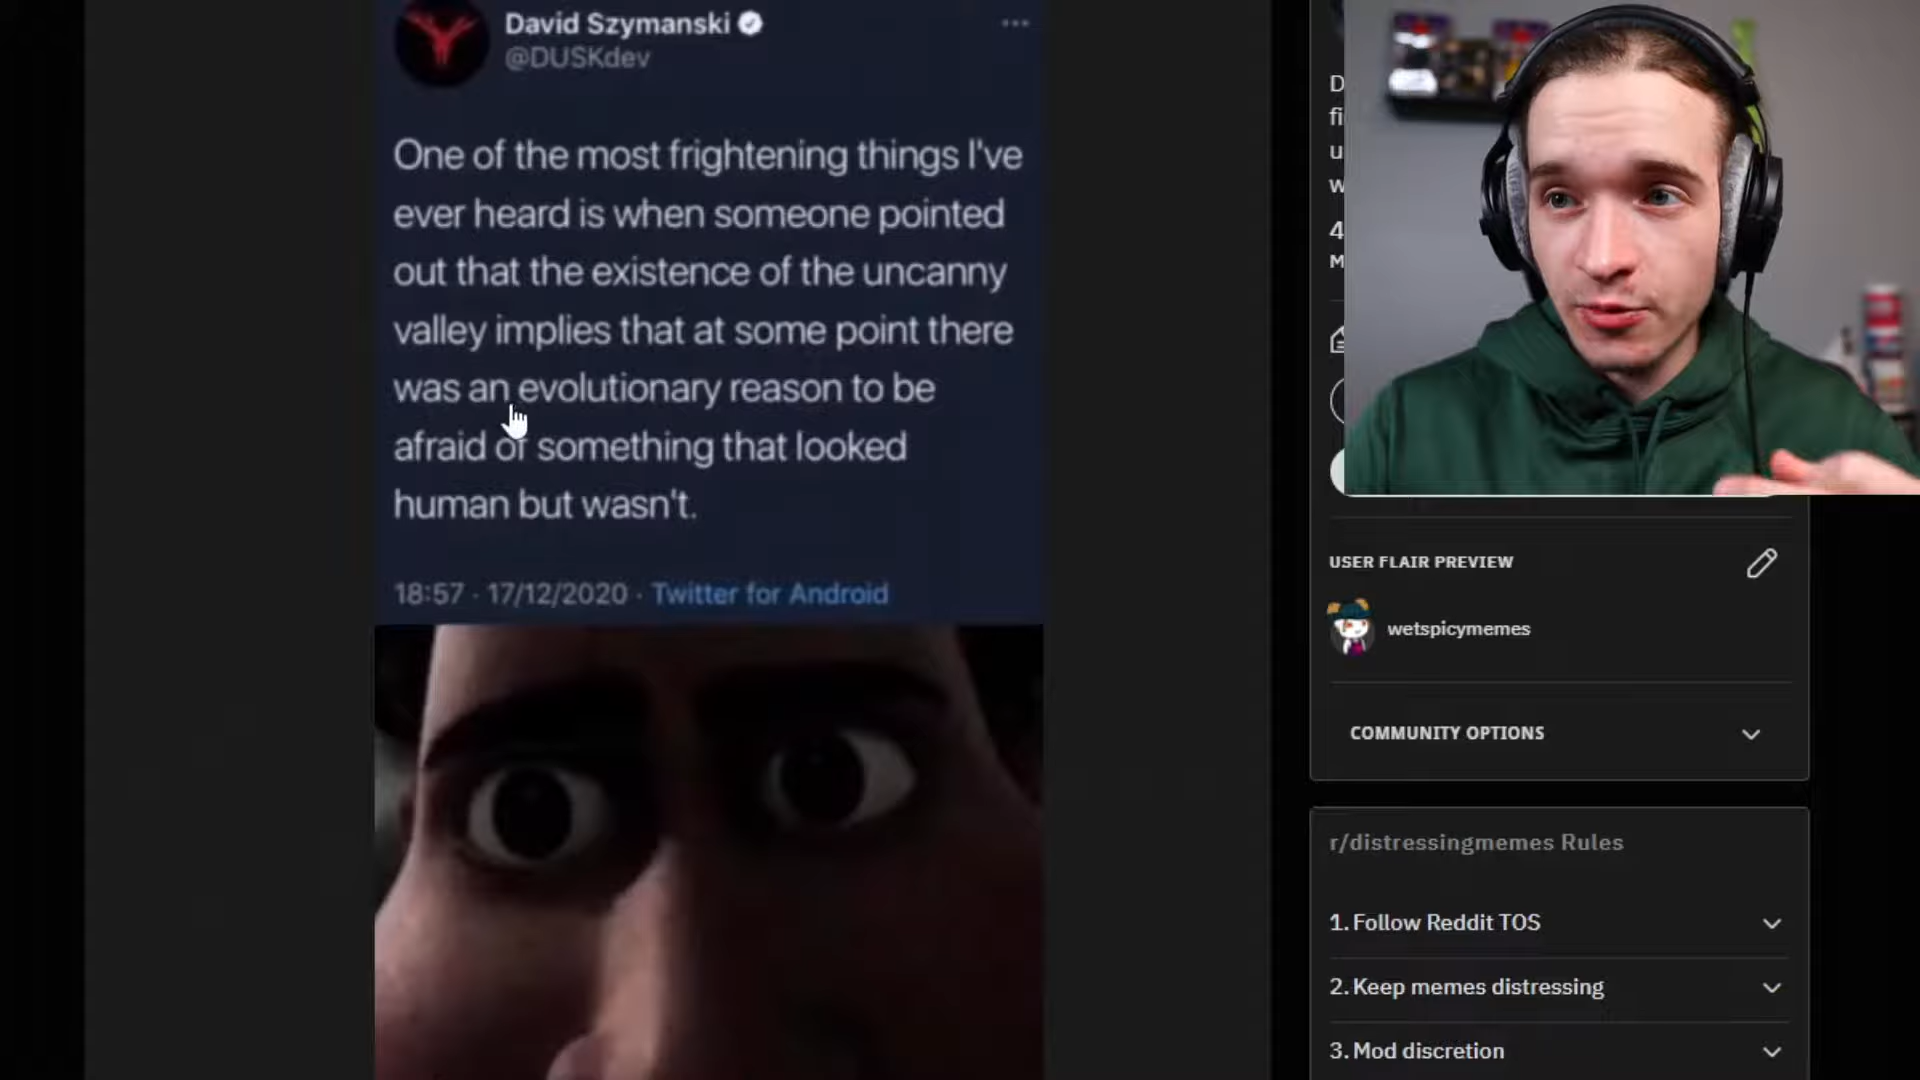 David Szymanski
@DUSKdev
One of the most frightening things I've
ever heard is when someone pointed
out that the existence of the uncanny
valley implies that at some point there
was an evolutionary reason to be
afraid of something that looked
human but wasn't.
18:57 · 17/12/2020 · Twitter for Android
D
fi
u
w
4
M
USER FLAIR PREVIEW
wetspicymemes
COMMUNITY OPTIONS
r/distressingmemes Rules
1. Follow Reddit TOS
2. Keep memes distressing
3. Mod discretion